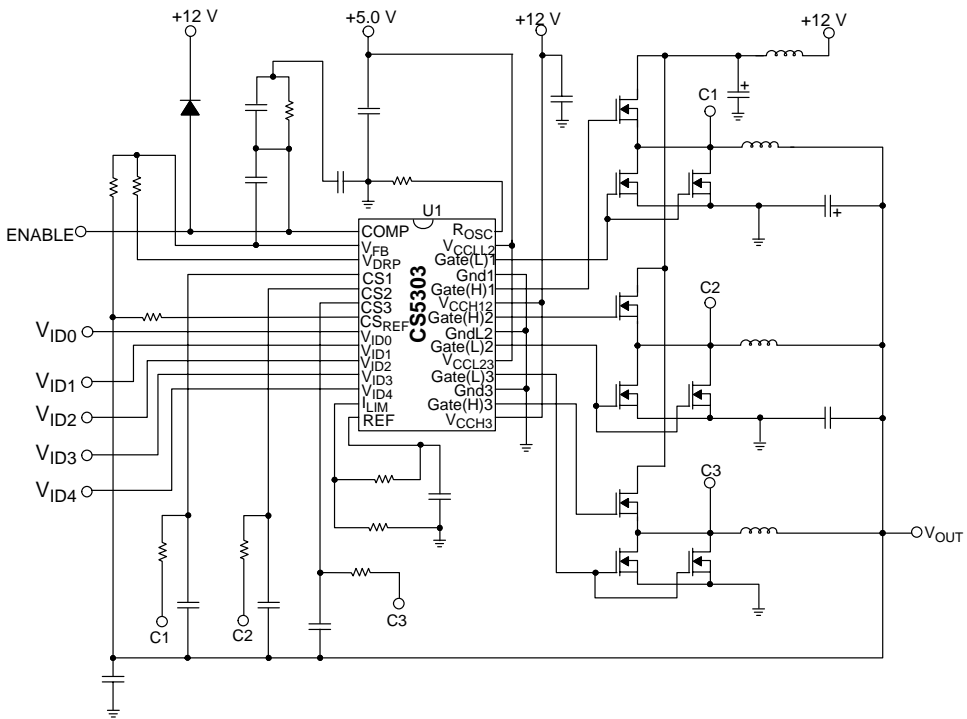 +12 V
+5.0 V
+12 V
+12 V
C1
+
U1
+
ENABLE
COMP
ROSC
VFB
VCCLL2
VDRP
Gate(L)1
CS1
Gnd1
CS2
Gate(H)1
CS3
VCCH12
CSREF
Gate(H)2
VID0
GndL2
VID1
Gate(L)2
VID2
VCCL23
VID3
Gate(L)3
VID4
Gnd3
ILIM
Gate(H)3
REF
VCCH3
CS5303
C2
VID0
VID1
VID2
VID3
VID4
C3
VOUT
C1
C2
C3